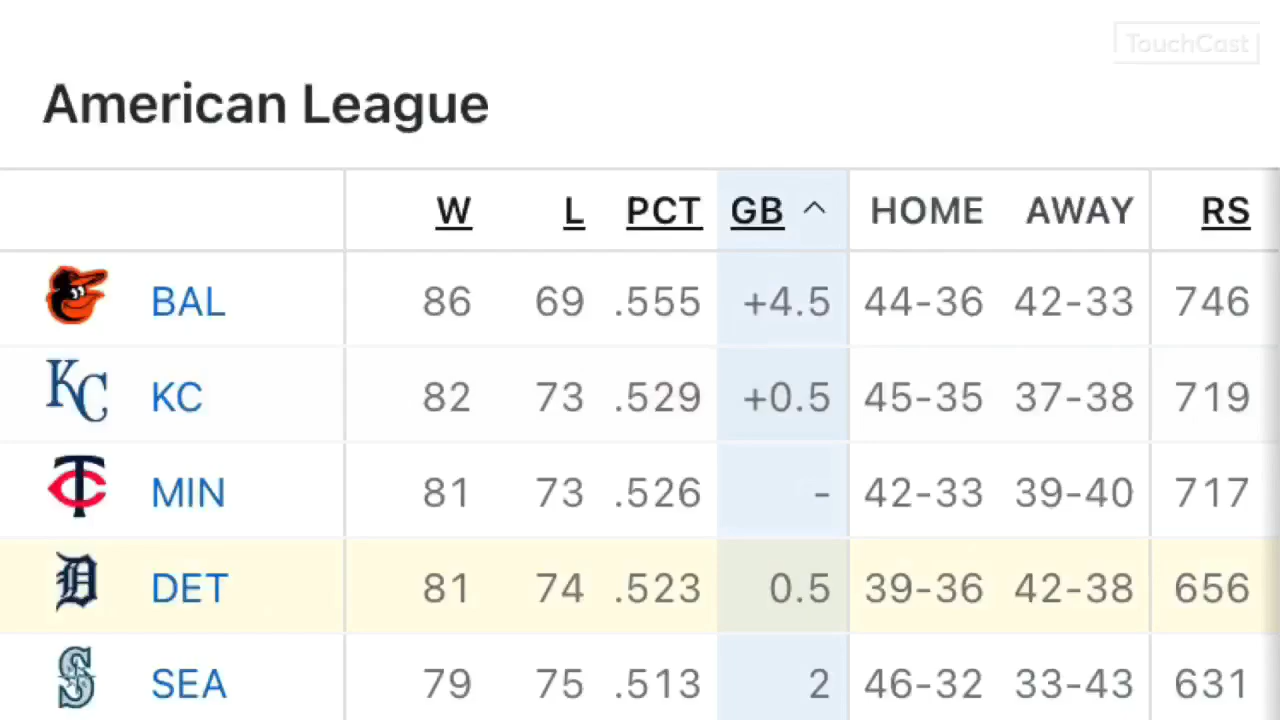 TouchCast
American League
W L PCT GB HOME AWAY RS
BAL 86 69 .555 +4.5 44-36 42-33 746
KC KC 82 73 .529 +0.5 45-35 37-38 719
TC MIN 81 73 .526 - 42-33 39-40 717
D DET 81 74 .523 0.5 39-36 42-38 656
S SEA 79 75 .513 2 46-32 33-43 631